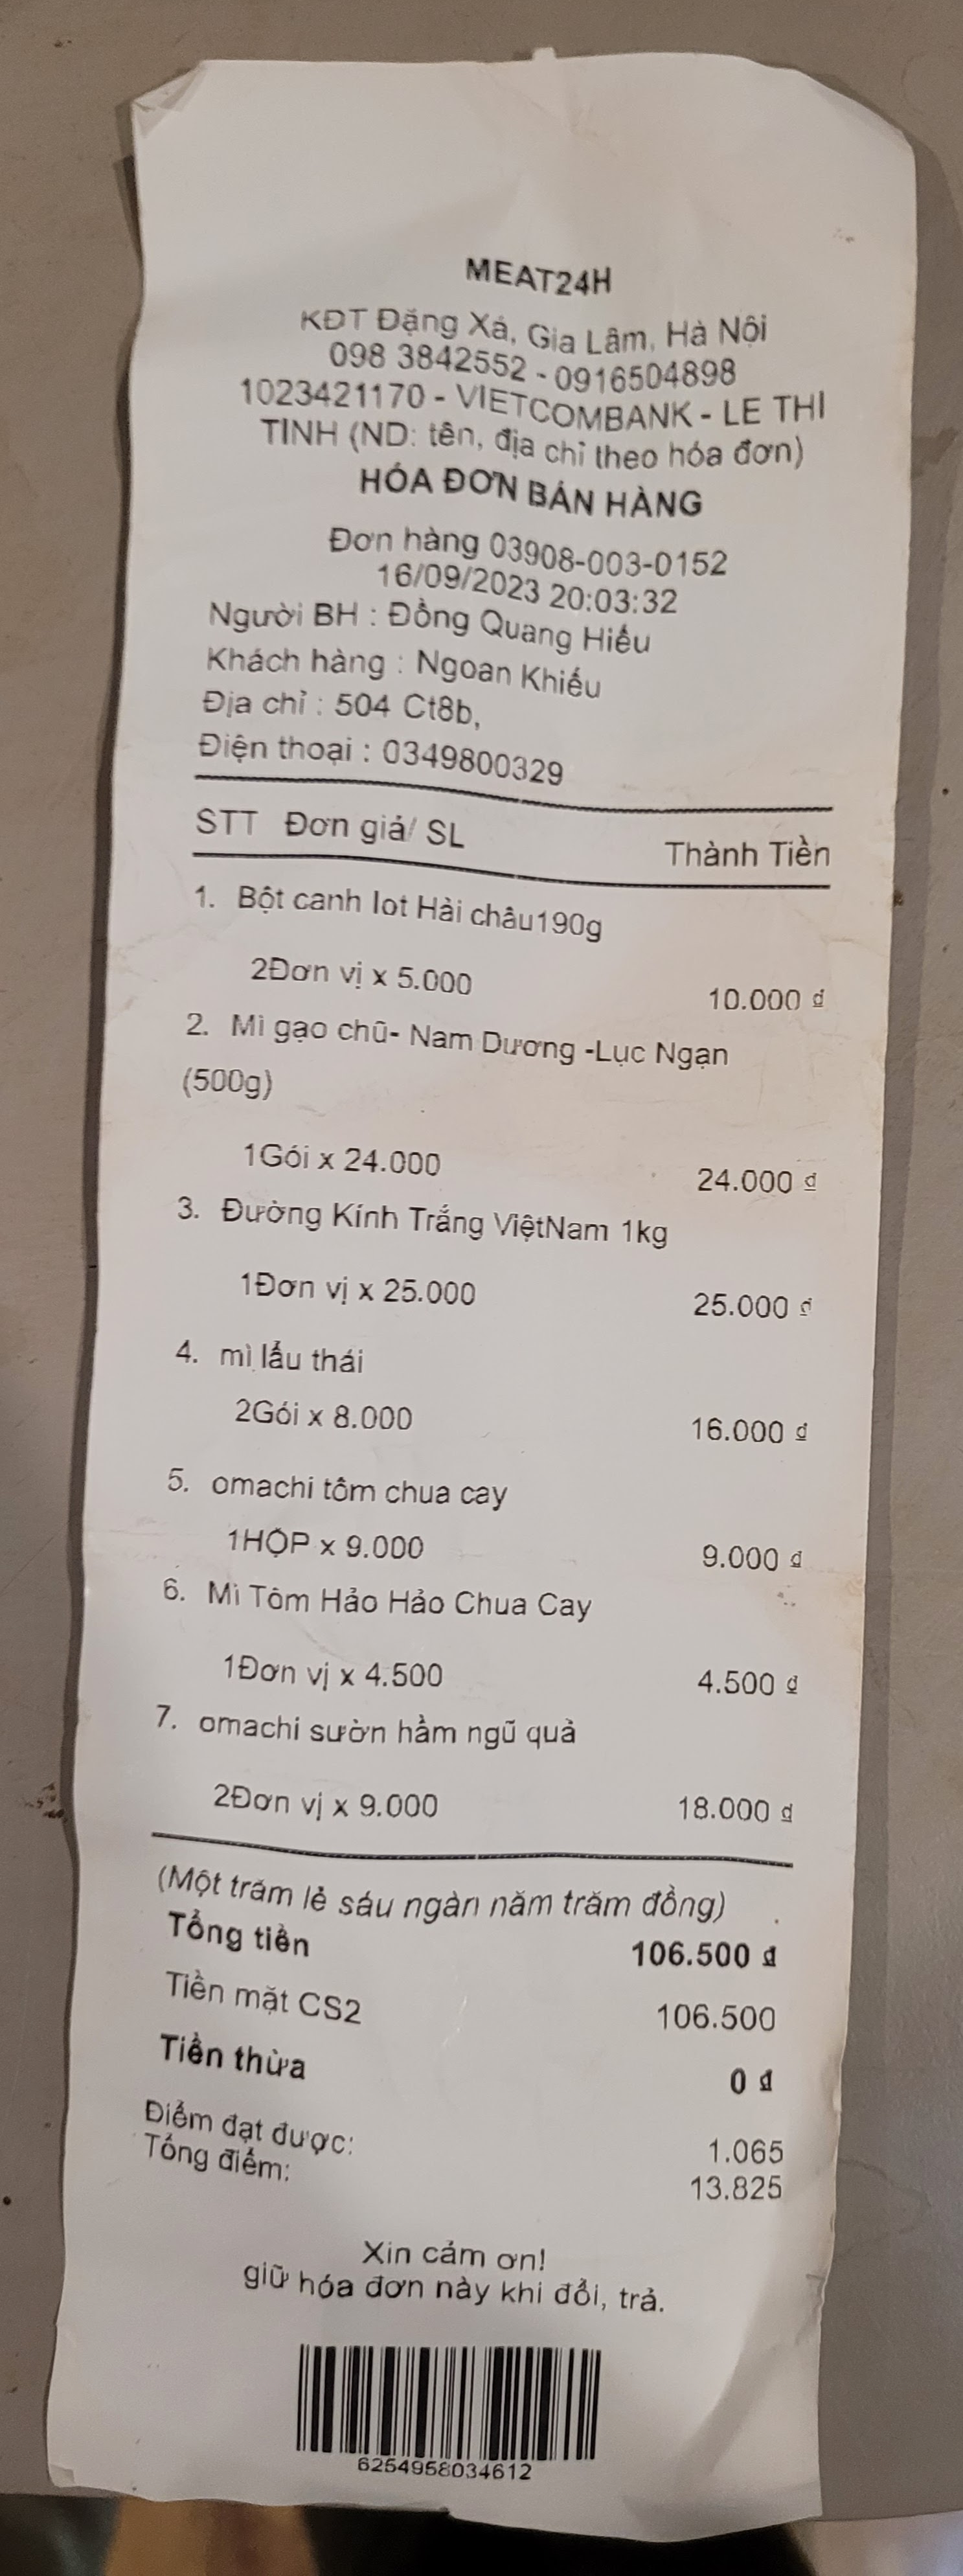 MEAT24H
KĐT Đặng Xá, Gia Lâm, Hà Nội
098 3842552 - 0916504898
1023421170 - VIETCOMBANK - LE THI
TINH (ND: tên, địa chỉ theo hóa đơn)
HÓA ĐƠN BÁN HÀNG
Đơn hàng 03908-003-0152
16/09/2023 20:03:32
Người BH : Đồng Quang Hiếu
Khách hàng : Ngoan Khiếu
Địa chỉ : 504 Ct8b,
Điện thoại : 0349800329
STT Đơn giá/ SL Thành Tiền
1. Bột canh Iot Hải châu190g
2Đơn vị x 5.000 10.000 đ
2. Mì gạo chũ- Nam Dương -Lục Ngạn
(500g)
1Gói x 24.000 24.000 đ
3. Đường Kính Trắng ViệtNam 1kg
1Đơn vị x 25.000 25.000 đ
4. mì lẩu thái
2Gói x 8.000 16.000 đ
5. omachi tôm chua cay
1HỘP x 9.000 9.000 đ
6. Mì Tôm Hảo Hảo Chua Cay
1Đơn vị x 4.500 4.500 đ
7. omachi sườn hầm ngũ quả
2Đơn vị x 9.000 18.000 đ
(Một trăm lẻ sáu ngàn năm trăm đồng)
Tổng tiền 106.500 đ
Tiền mặt CS2 106.500
Tiền thừa 0 đ
Điểm đạt được: 1.065
Tổng điểm: 13.825
Xin cảm ơn!
giữ hóa đơn này khi đổi, trả.
6254958034612